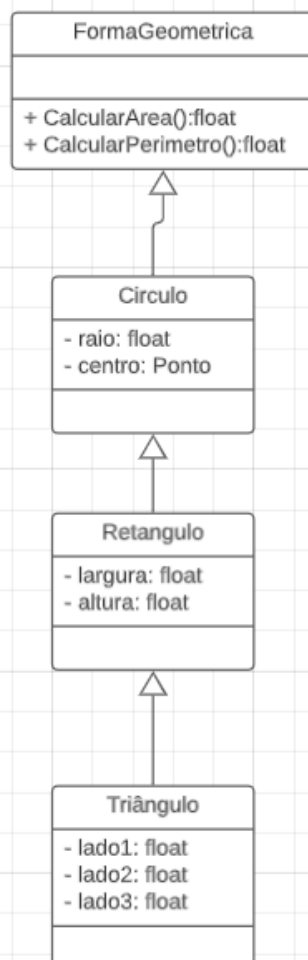 FormaGeometrica
+ CalcularArea():float
+ CalcularPerimetro():float
Circulo
- raio: float
- centro: Ponto
Retangulo
- largura: float
- altura: float
Triângulo
- lado1: float
- lado2: float
- lado3: float